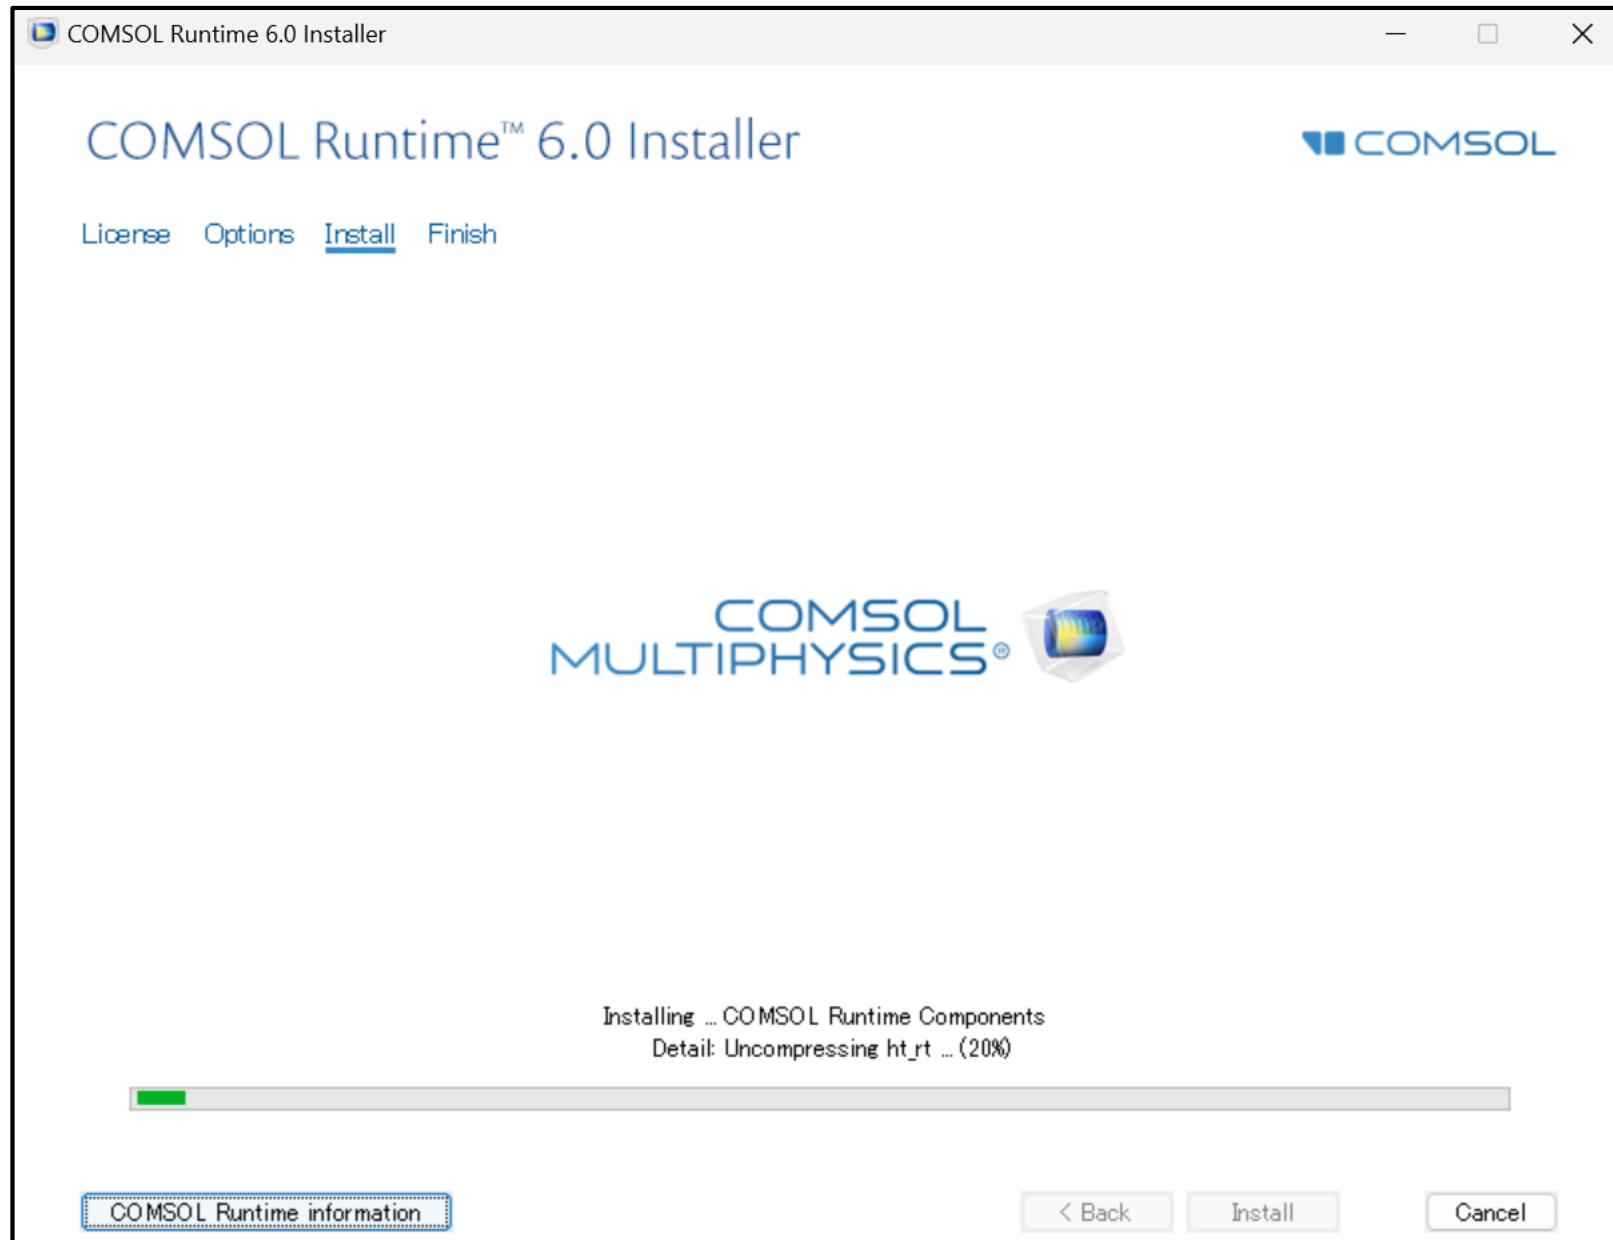 COMSOL Runtime 6.0 Installer
COMSOL Runtime™ 6.0 Installer
COMSOL
License Options Install Finish
COMSOL
MULTIPHYSICS®
Installing ... COMSOL Runtime Components
Detail: Uncompressing ht_rt ... (20%)
COMSOL Runtime information
< Back Install Cancel